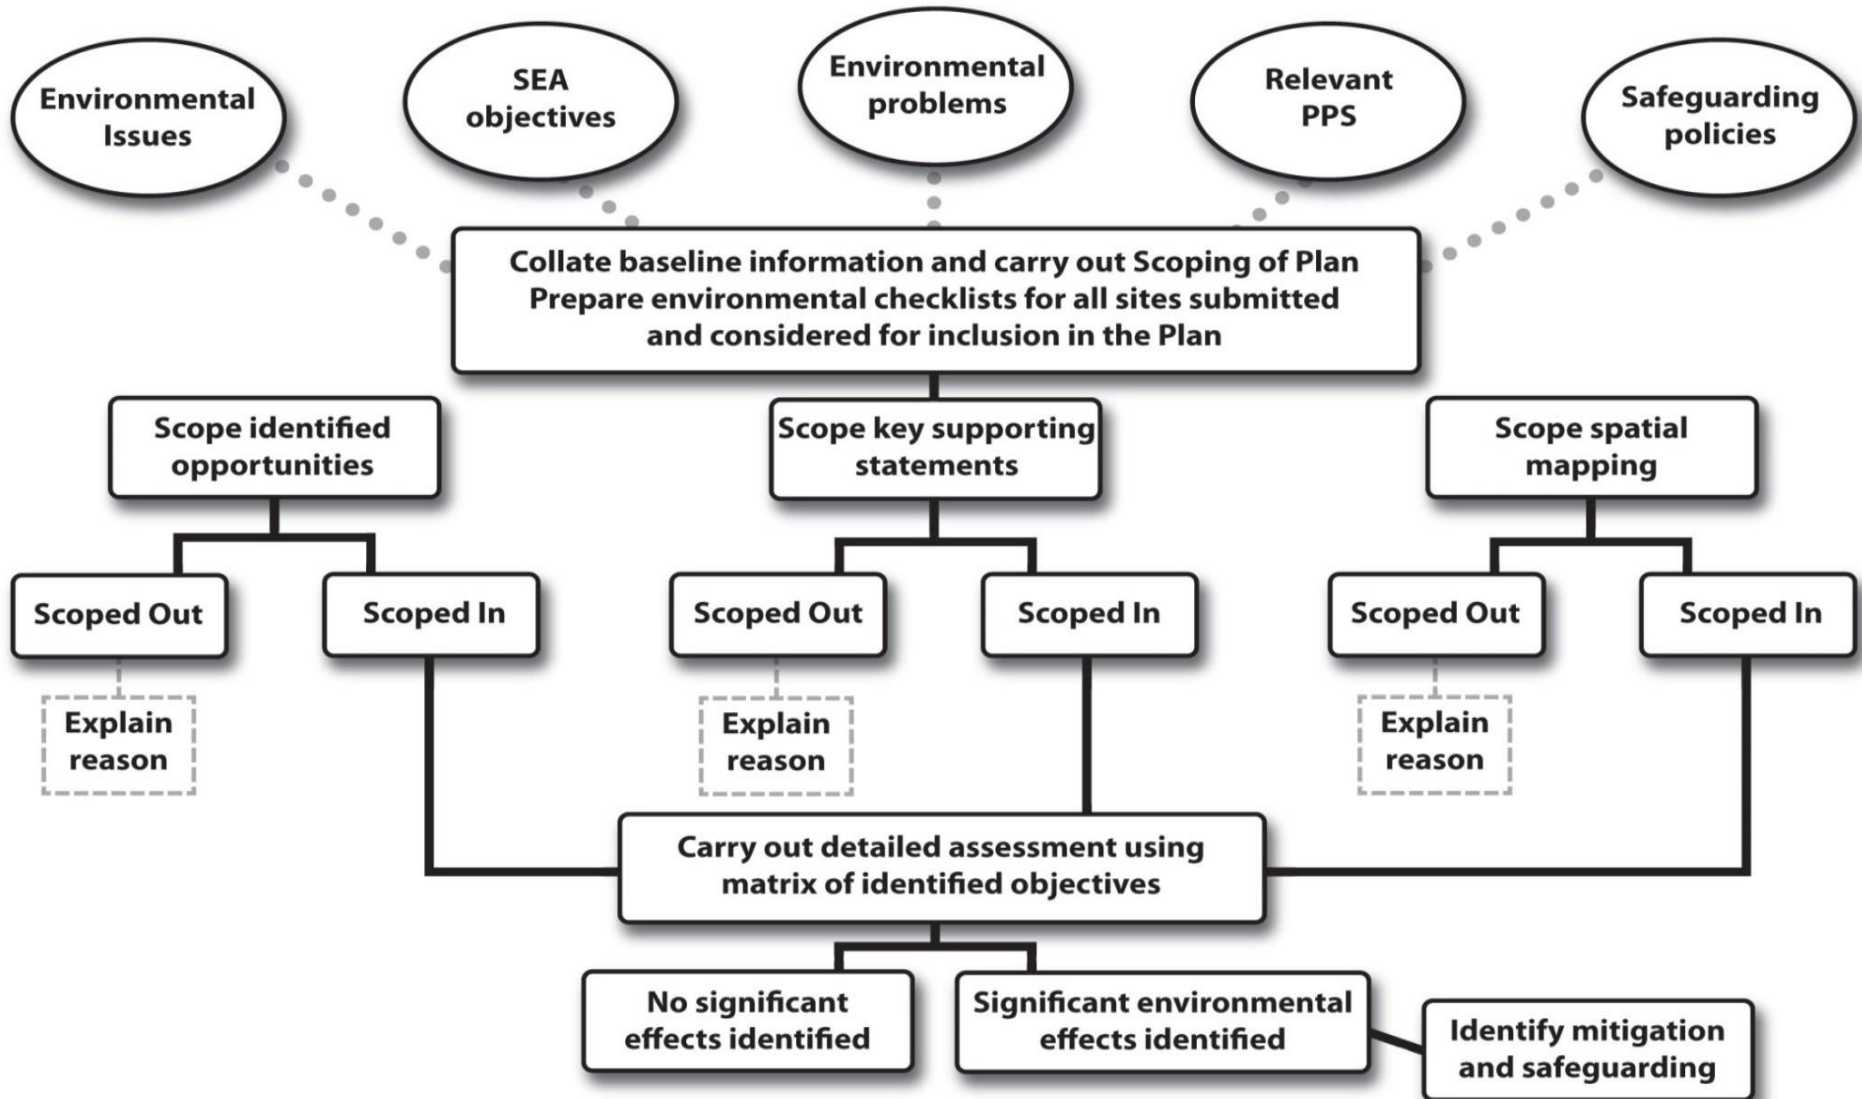 Environmental
Issues
SEA
objectives
Environmental
problems
Relevant
PPS
Safeguarding
policies
Collate baseline information and carry out Scoping of Plan
Prepare environmental checklists for all sites submitted
and considered for inclusion in the Plan
Scope identified
opportunities
Scope key supporting
statements
Scope spatial
mapping
Scoped Out
Scoped In
Scoped Out
Scoped In
Scoped Out
Scoped In
Explain
reason
Explain
reason
Explain
reason
Carry out detailed assessment using
matrix of identified objectives
No significant
effects identified
Significant environmental
effects identified
Identify mitigation
and safeguarding